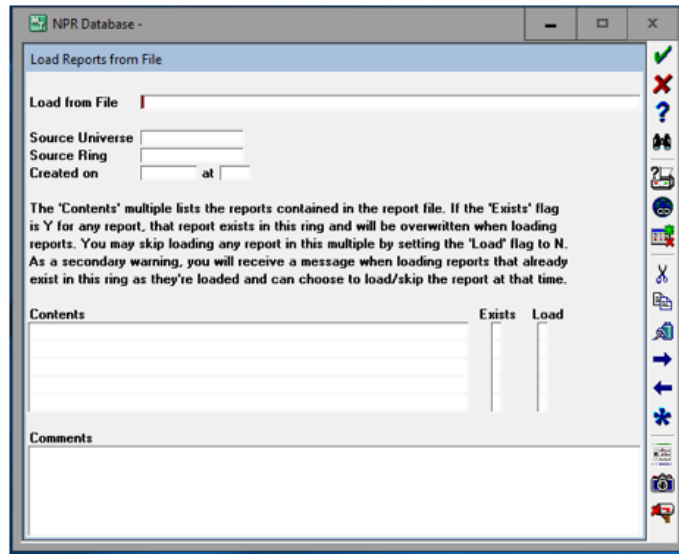 NPR Database -
Load Reports from File
Load from File
Source Universe
Source Ring
Created on at
The 'Contents' multiple lists the reports contained in the report file. If the 'Exists' flag
is Y for any report, that report exists in this ring and will be overwritten when loading
reports. You may skip loading any report in this multiple by setting the 'Load' flag to N.
As a secondary warning, you will receive a message when loading reports that already
exist in this ring as they're loaded and can choose to load/skip the report at that time.
Contents Exists Load
Comments